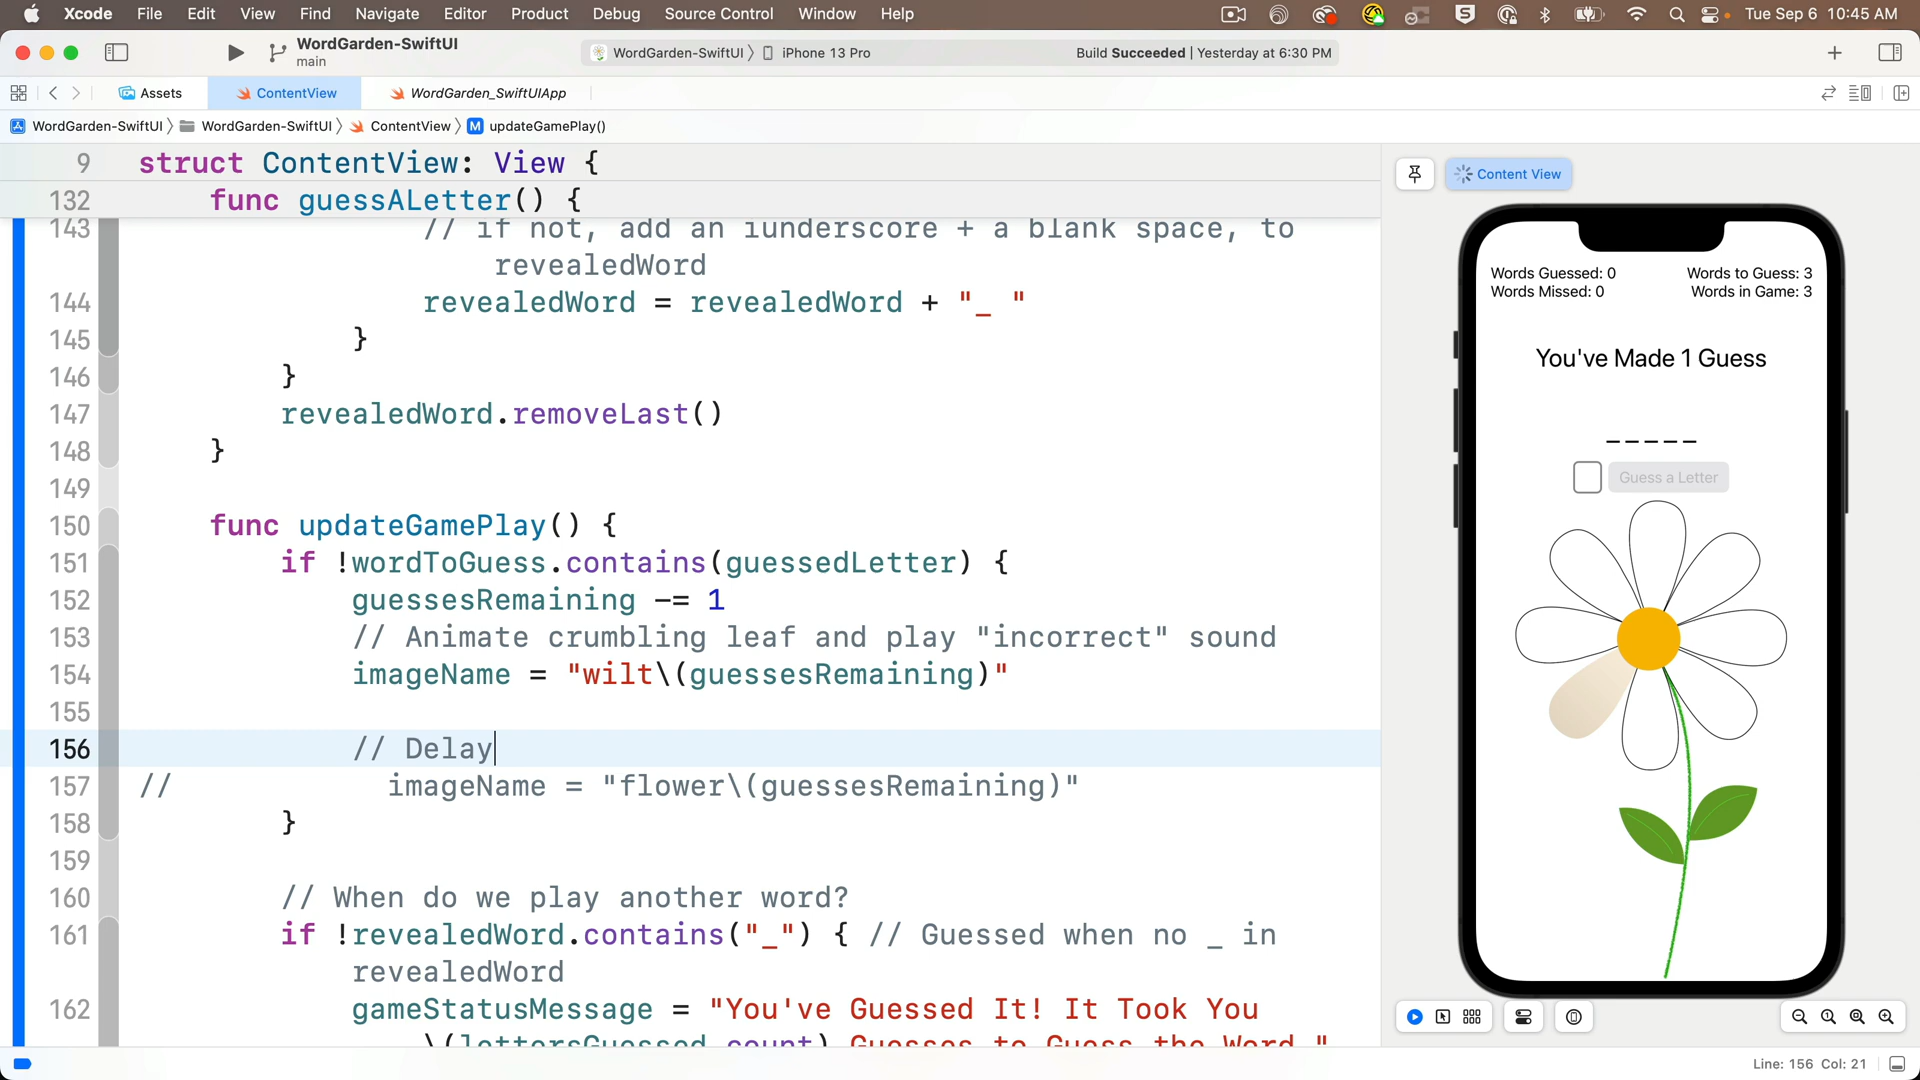 Xcode File Edit View Find Navigate Editor Product Debug Source Control Window Help Tue Sep 6 10:45 AM
WordGarden-SwiftUI
main
WordGarden-SwiftUI iPhone 13 Pro Build Succeeded | Yesterday at 6:30 PM
Assets ContentView WordGarden_SwiftUIApp
WordGarden-SwiftUI WordGarden-SwiftUI ContentView M updateGamePlay()
9 struct ContentView: View {
132 func guessALetter() {
143 // if not, add an iunderscore + a blank space, to
revealedWord
144 revealedWord = revealedWord + "_ "
145 }
146 }
147 revealedWord.removeLast()
148 }
149
150 func updateGamePlay() {
151 if !wordToGuess.contains(guessedLetter) {
152 guessesRemaining -= 1
153 // Animate crumbling leaf and play "incorrect" sound
154 imageName = "wilt\(guessesRemaining)"
155
156 // Delay
157 // imageName = "flower\(guessesRemaining)"
158 }
159
160 // When do we play another word?
161 if !revealedWord.contains("_") { // Guessed when no _ in
revealedWord
162 gameStatusMessage = "You've Guessed It! It Took You
\(lettersGuessed.count) Guesses to Guess the Word."
Content View
Words Guessed: 0 Words to Guess: 3
Words Missed: 0 Words in Game: 3
You've Made 1 Guess
_ _ _ _ _
Guess a Letter
Line: 156 Col: 21